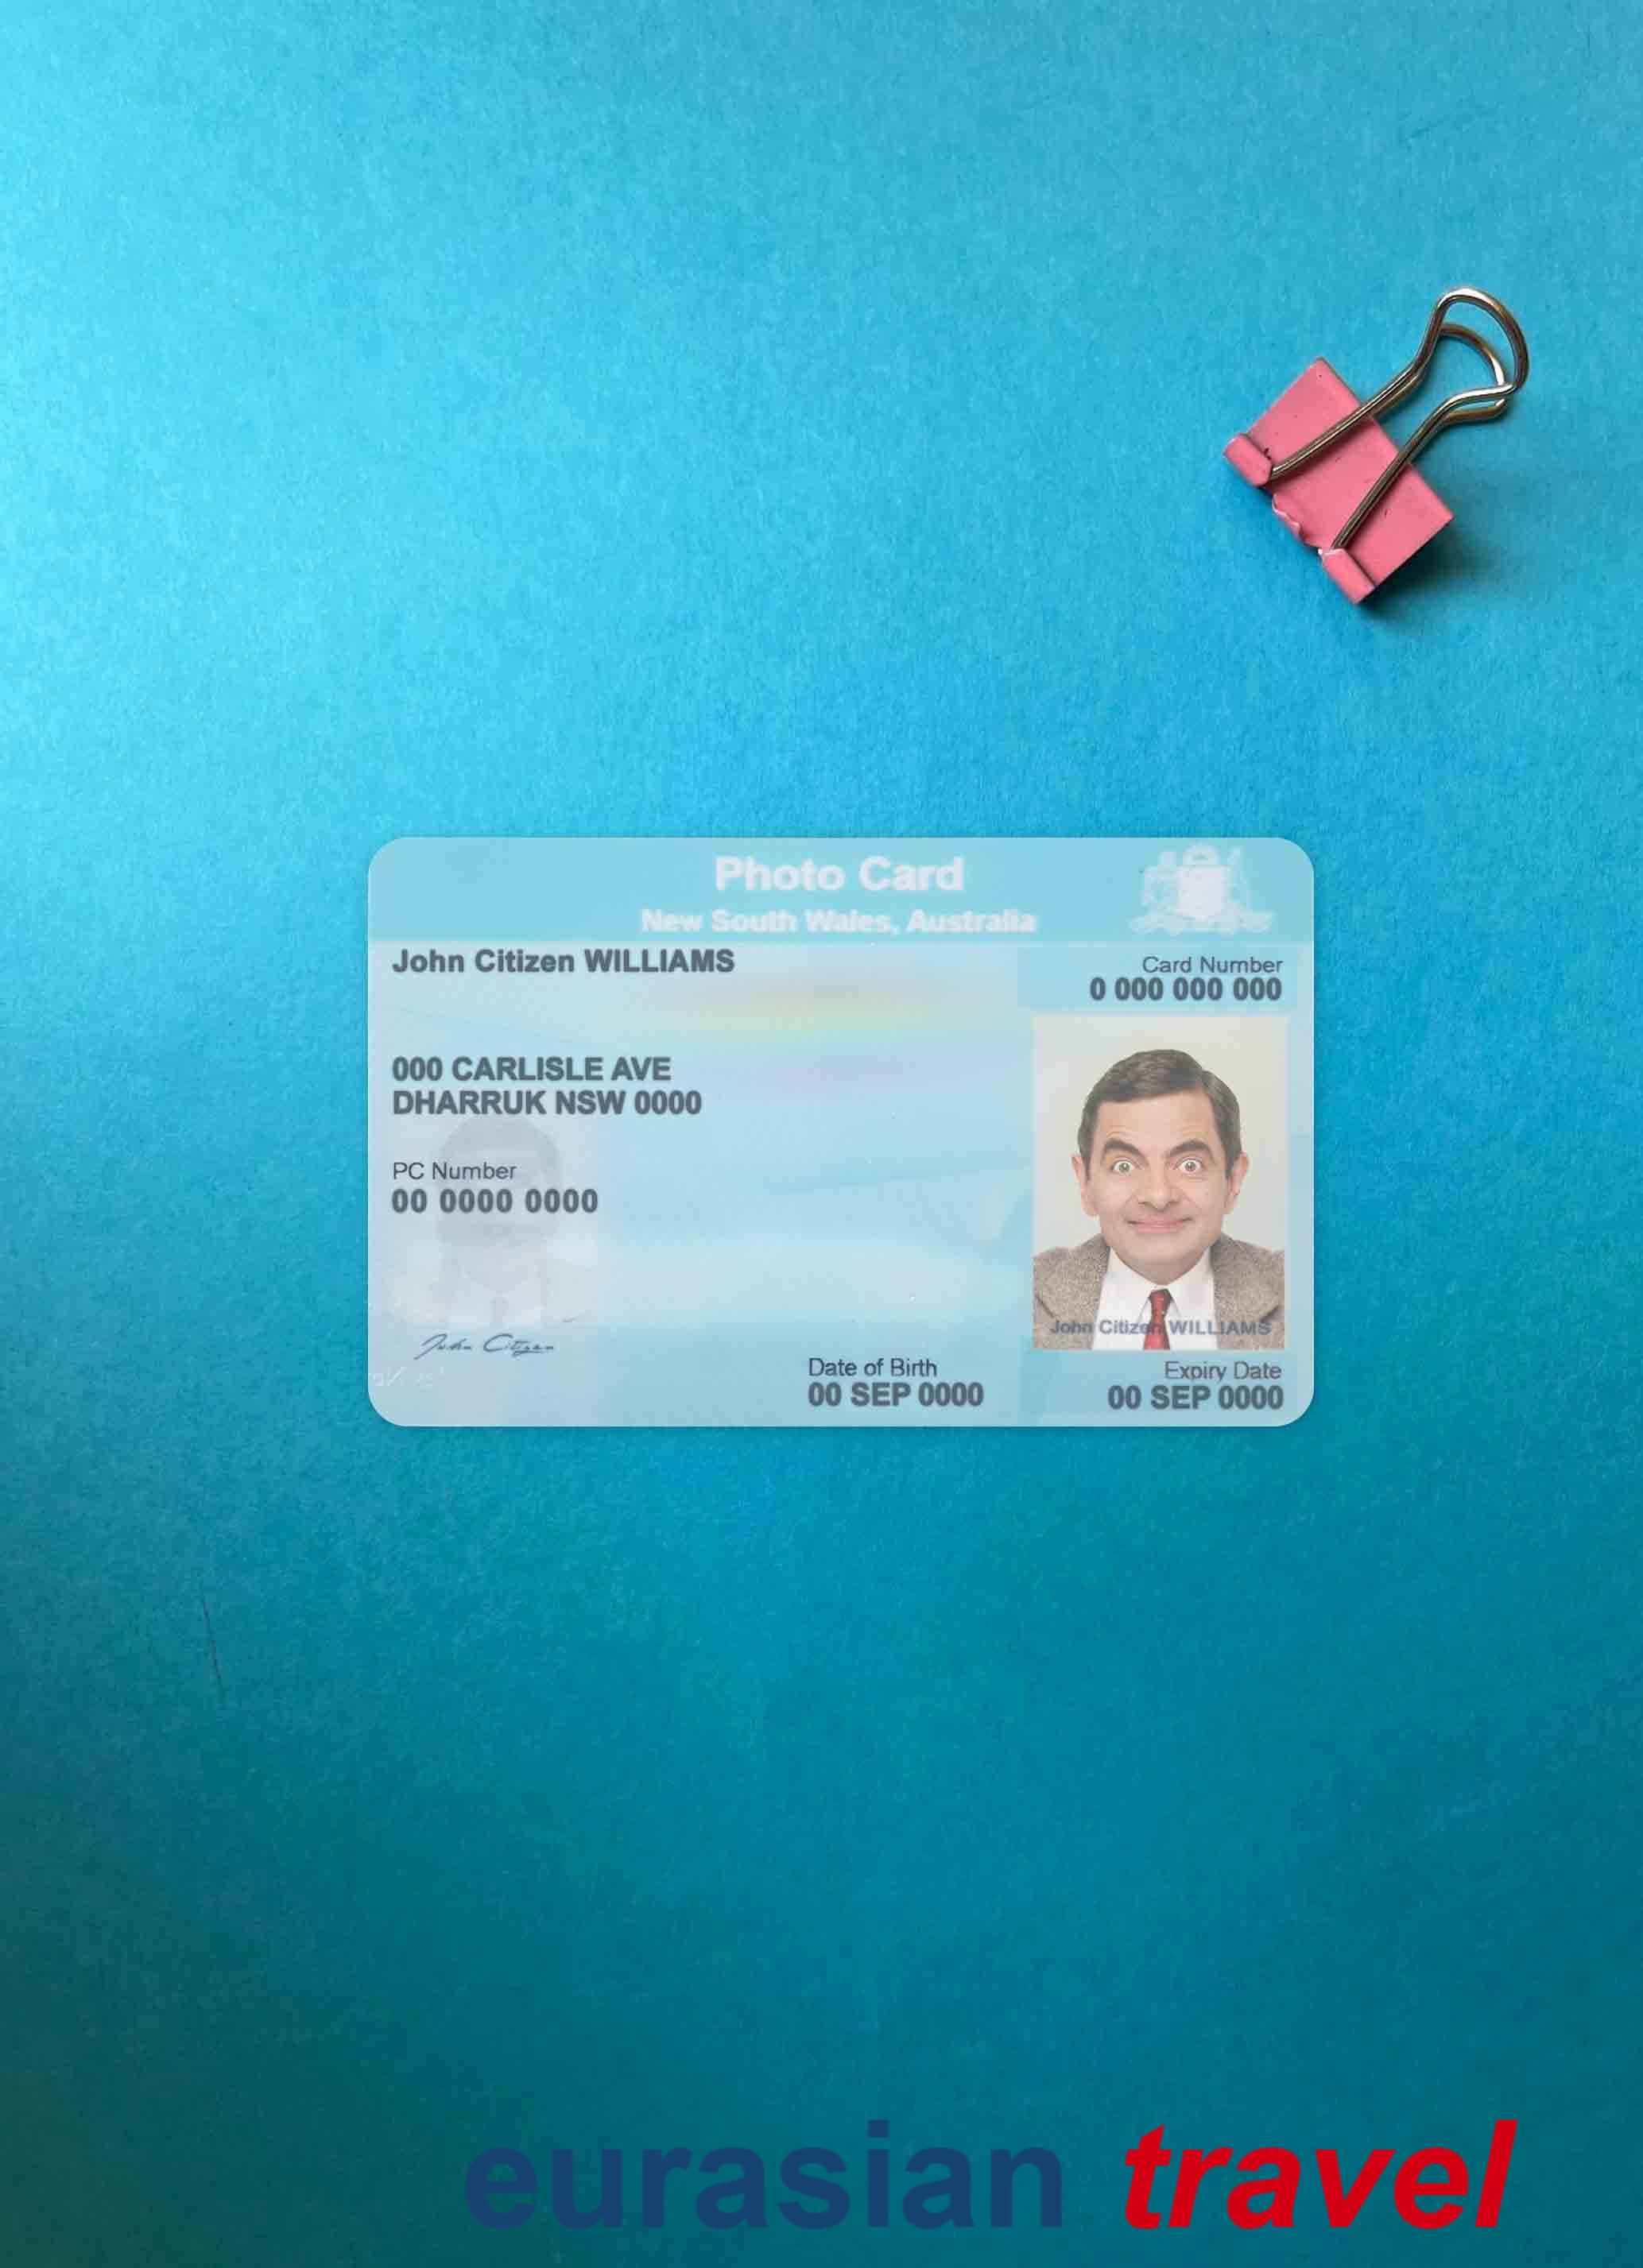 Photo Card
New South Wales, Australia
John Citizen WILLIAMS
Card Number
0 000 000 000
000 CARLISLE AVE
DHARRUK NSW 0000
PC Number
00 0000 0000
John Citizen WILLIAMS
John Citizen
Date of Birth
00 SEP 0000
Expiry Date
00 SEP 0000
eurasian travel